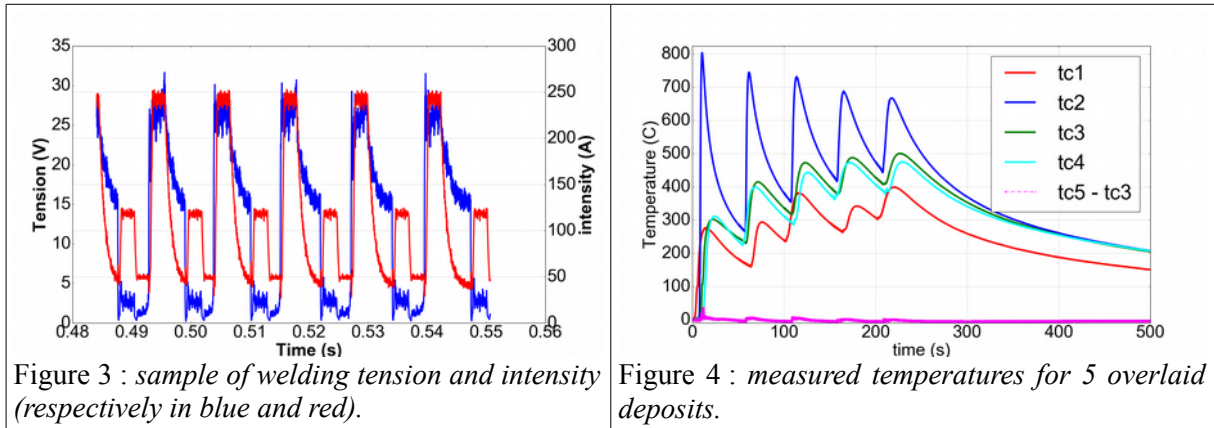 35
30
25
20
15
10
5
0
Tension (V)
300
250
200
150
100
50
0
intensity (A)
0.48 0.49 0.50 0.51 0.52 0.53 0.54 0.55 0.56
Time (s)
800
700
600
500
400
300
200
100
0
Temperature (C)
tc1
tc2
tc3
tc4
tc5 - tc3
0 100 200 300 400 500
time (s)
Figure 3 : sample of welding tension and intensity
(respectively in blue and red).
Figure 4 : measured temperatures for 5 overlaid
deposits.